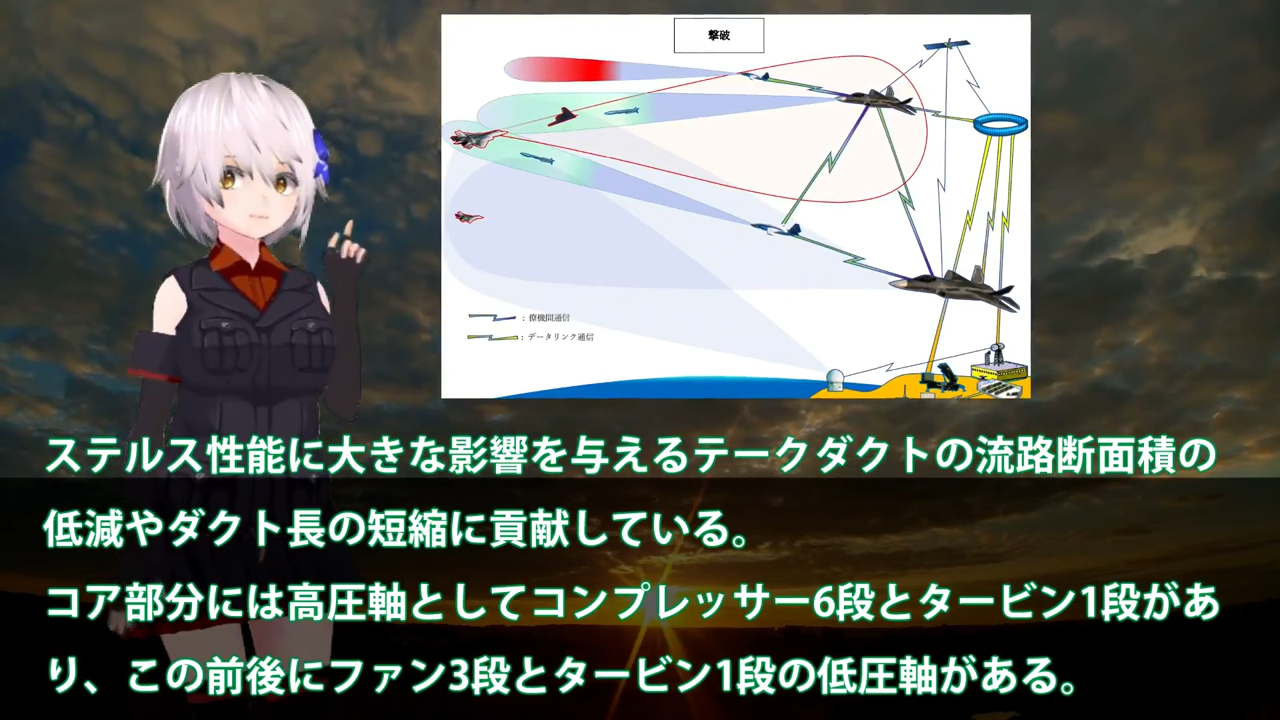 撃破
：僚機間通信
：データリンク通信
ステルス性能に大きな影響を与えるテークダクトの流路断面積の
低減やダクト長の短縮に貢献している。
コア部分には高圧軸としてコンプレッサー6段とタービン1段があ
り、この前後にファン3段とタービン1段の低圧軸がある。